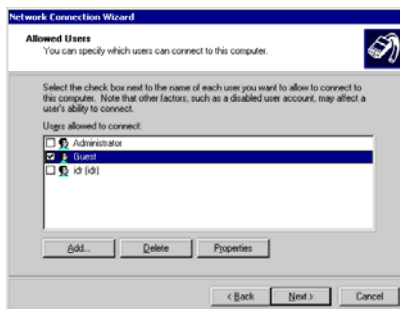 Network Connection Wizard
Allowed Users
You can specify which users can connect to this computer.
Select the check box next to the name of each user you want to allow to connect to
this computer. Note that other factors, such as a disabled user account, may affect a
user's ability to connect.
Users allowed to connect:
Administrator
Guest
idr (idr)
Add...
Delete
Properties
< Back
Next >
Cancel